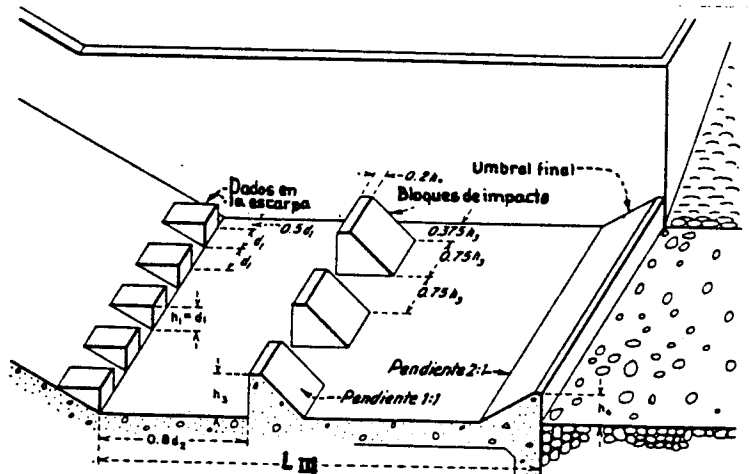 Dados en
la escarpa
0.5d₁
d₁
d₁
h₁=d₁
0.2h₃
Bloques de impacto
Umbral final
0.375h₃
0.75h₃
0.75h₃
h₃
Pendiente 1:1
Pendiente 2:1
h₄
0.8d₂
L III